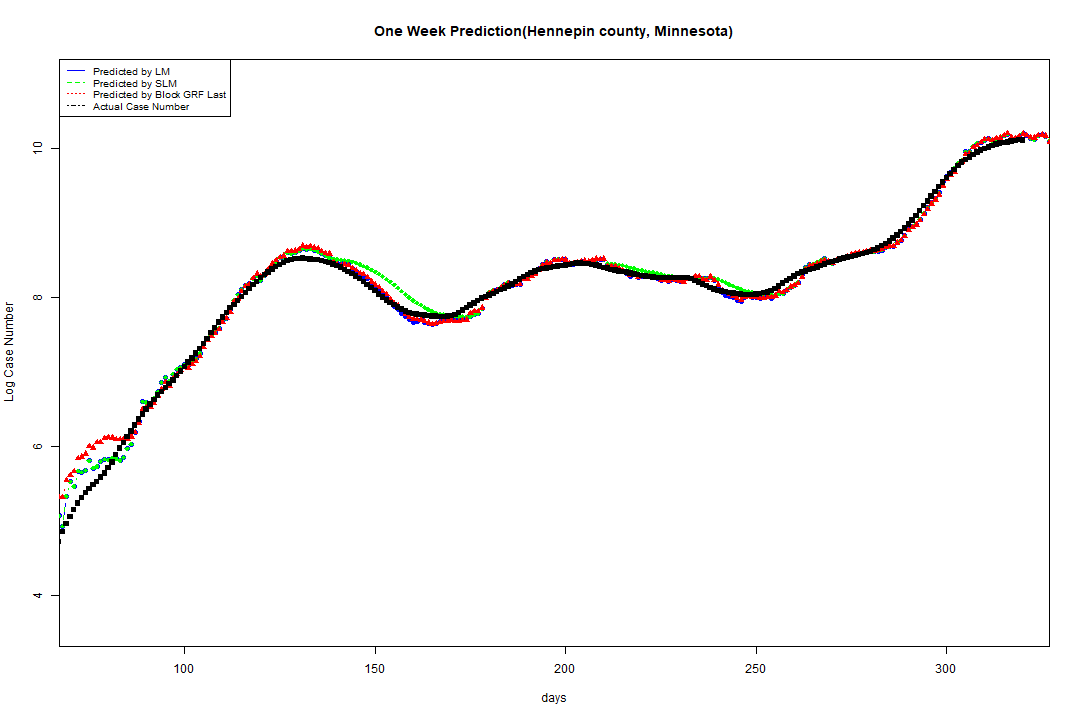 One Week Prediction(Hennepin county, Minnesota)
Predicted by LM
Predicted by SLM
Predicted by Block GRF Last
Actual Case Number
10
8
6
4
Log Case Number
100 150 200 250 300
days